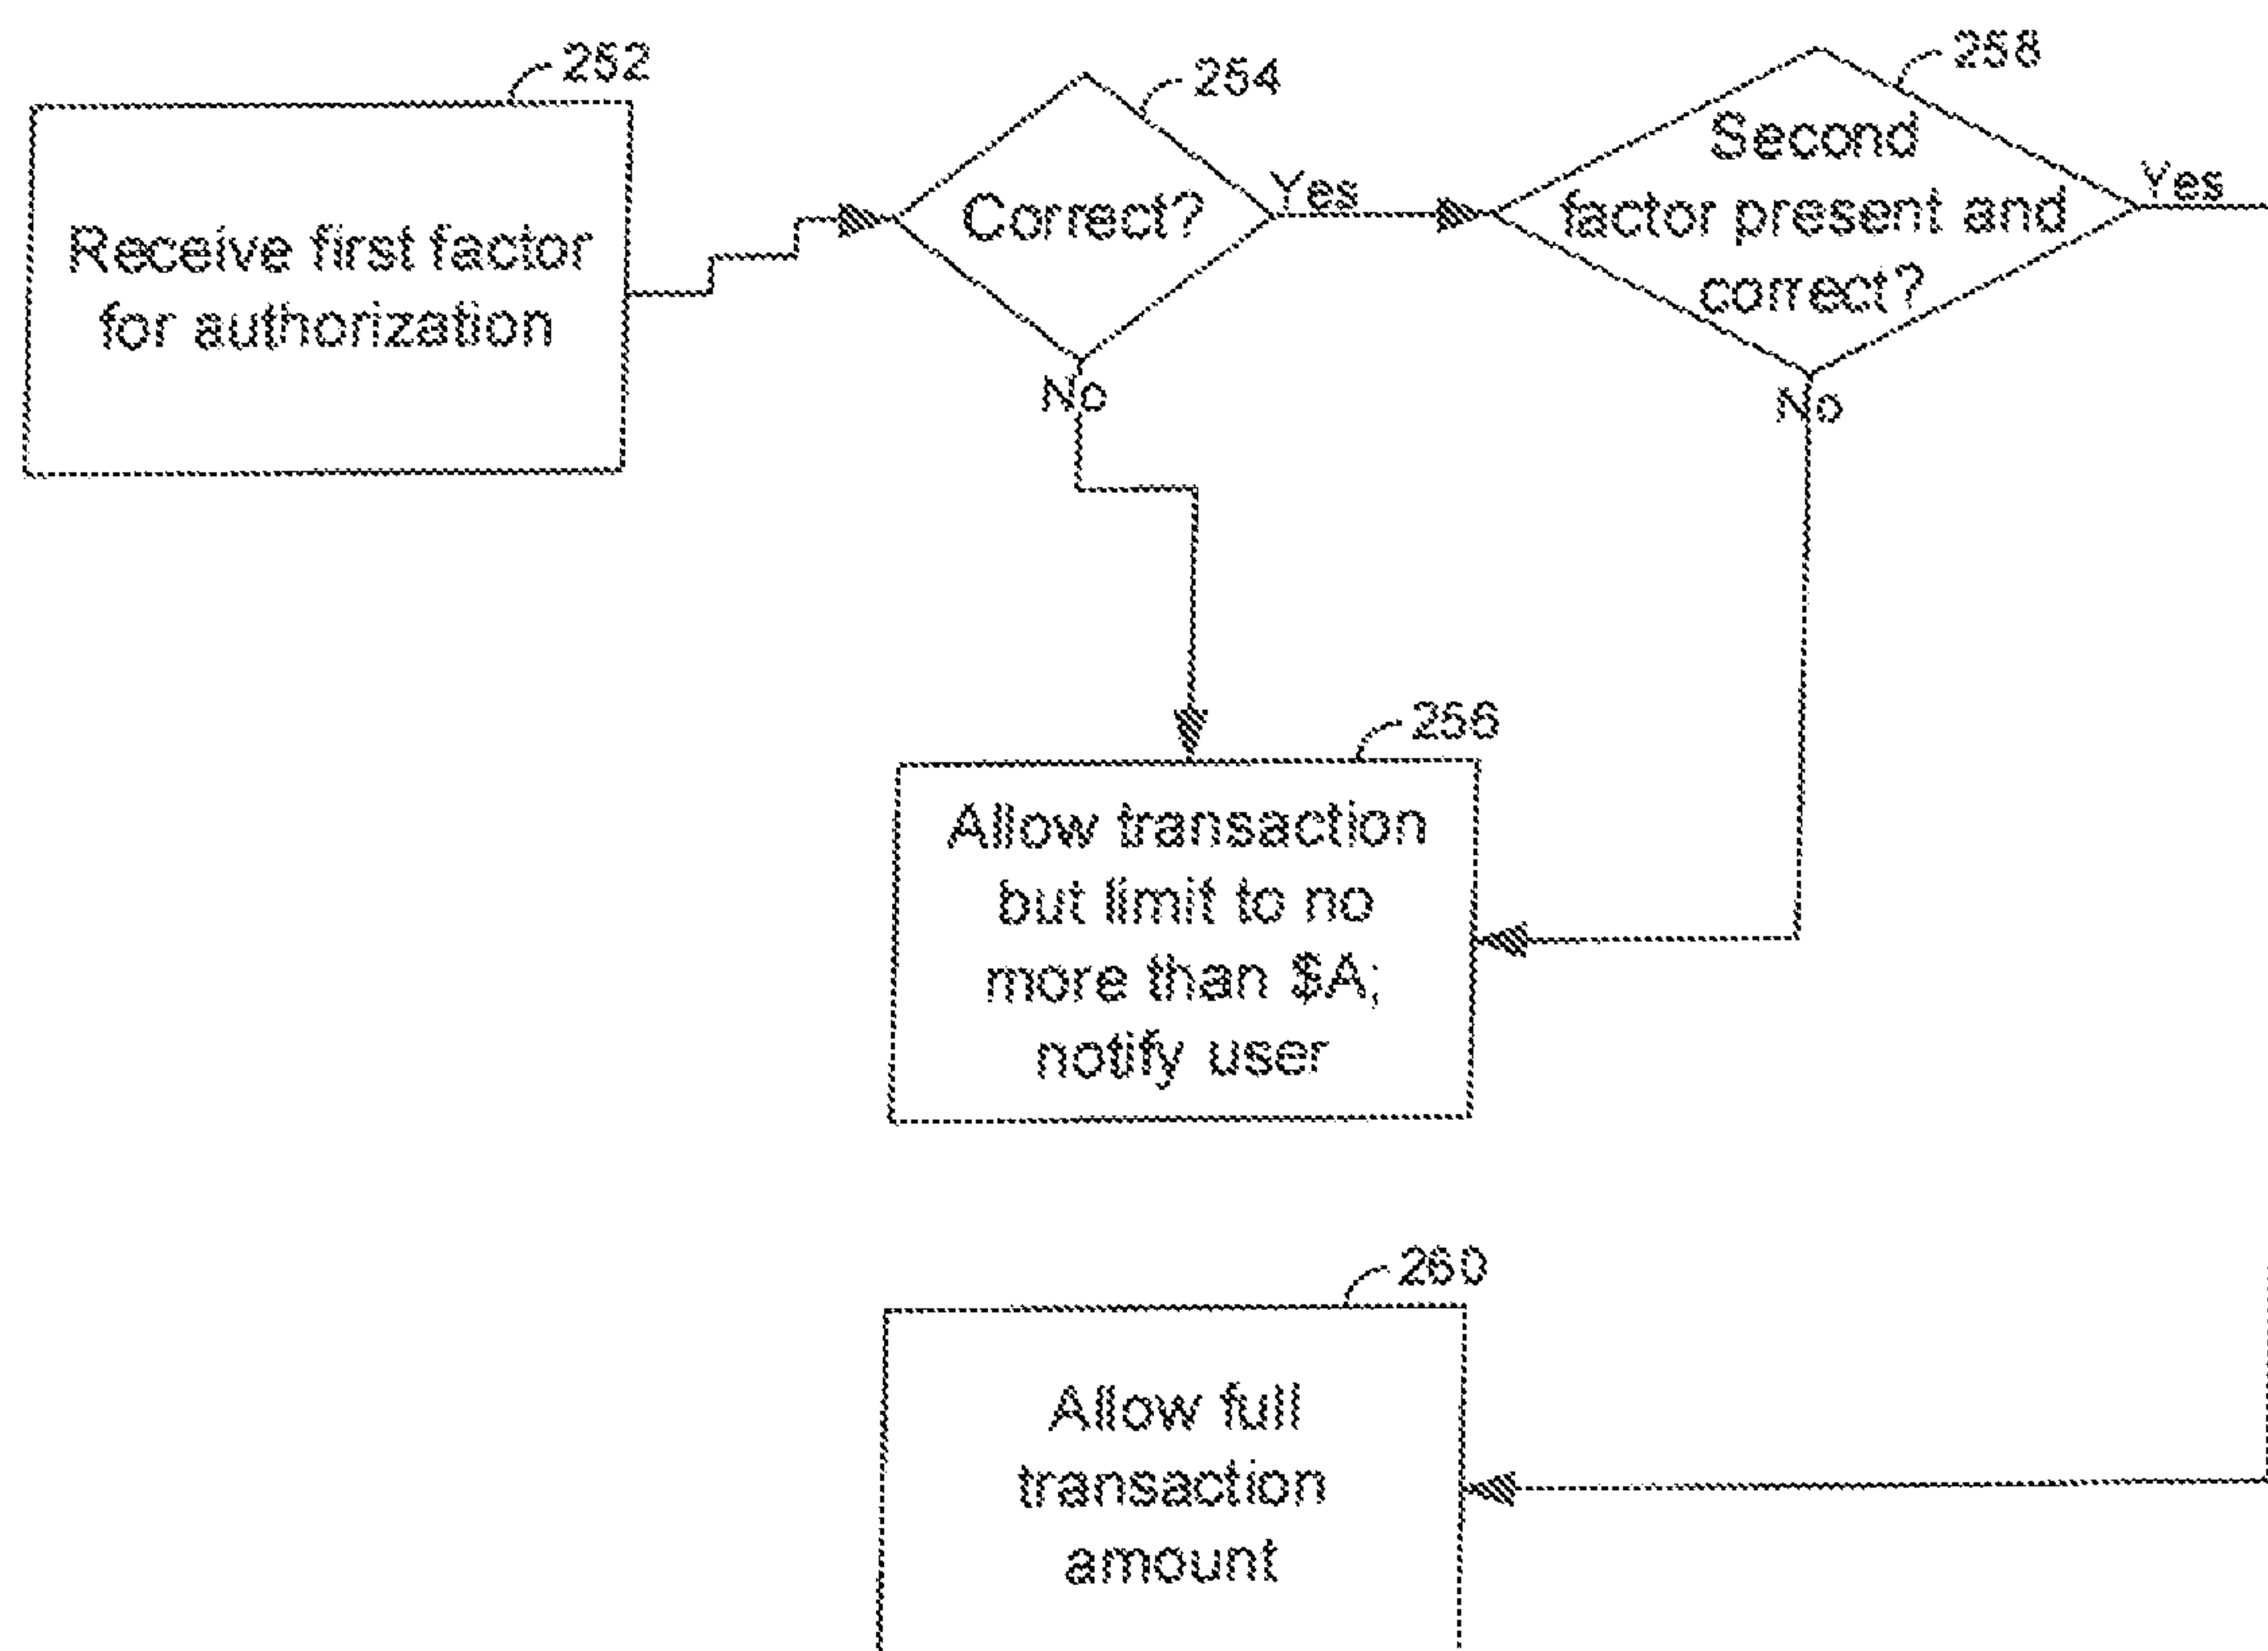 252
Receive first factor
for authorization
254
Correct?
Yes
No
258
Second
factor present and
correct?
Yes
No
256
Allow transaction
but limit to no
more than $A;
notify user
260
Allow full
transaction
amount